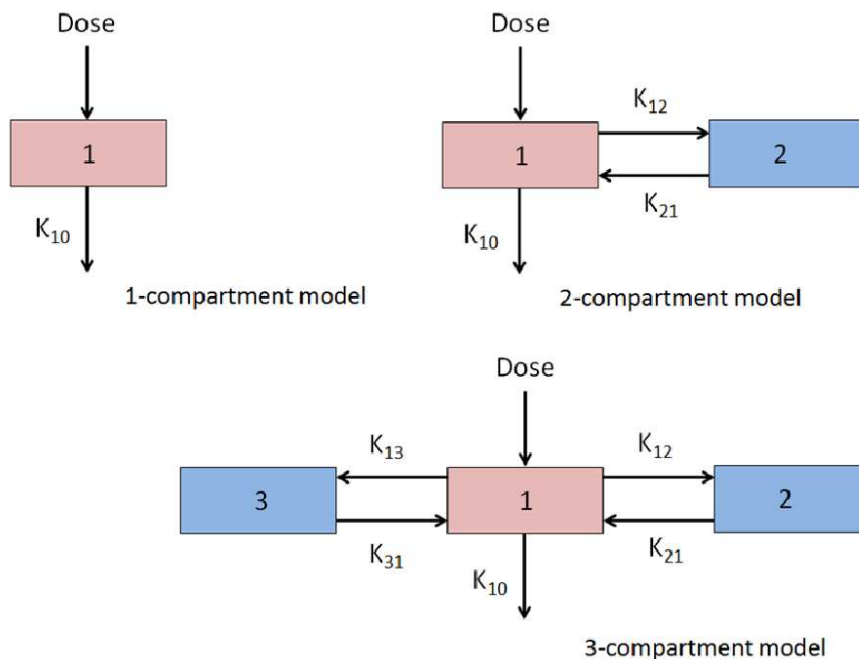 Dose
1
K₁₀
1-compartment model
Dose
K₁₂
1
2
K₂₁
K₁₀
2-compartment model
Dose
K₁₃
K₁₂
3
1
2
K₃₁
K₂₁
K₁₀
3-compartment model